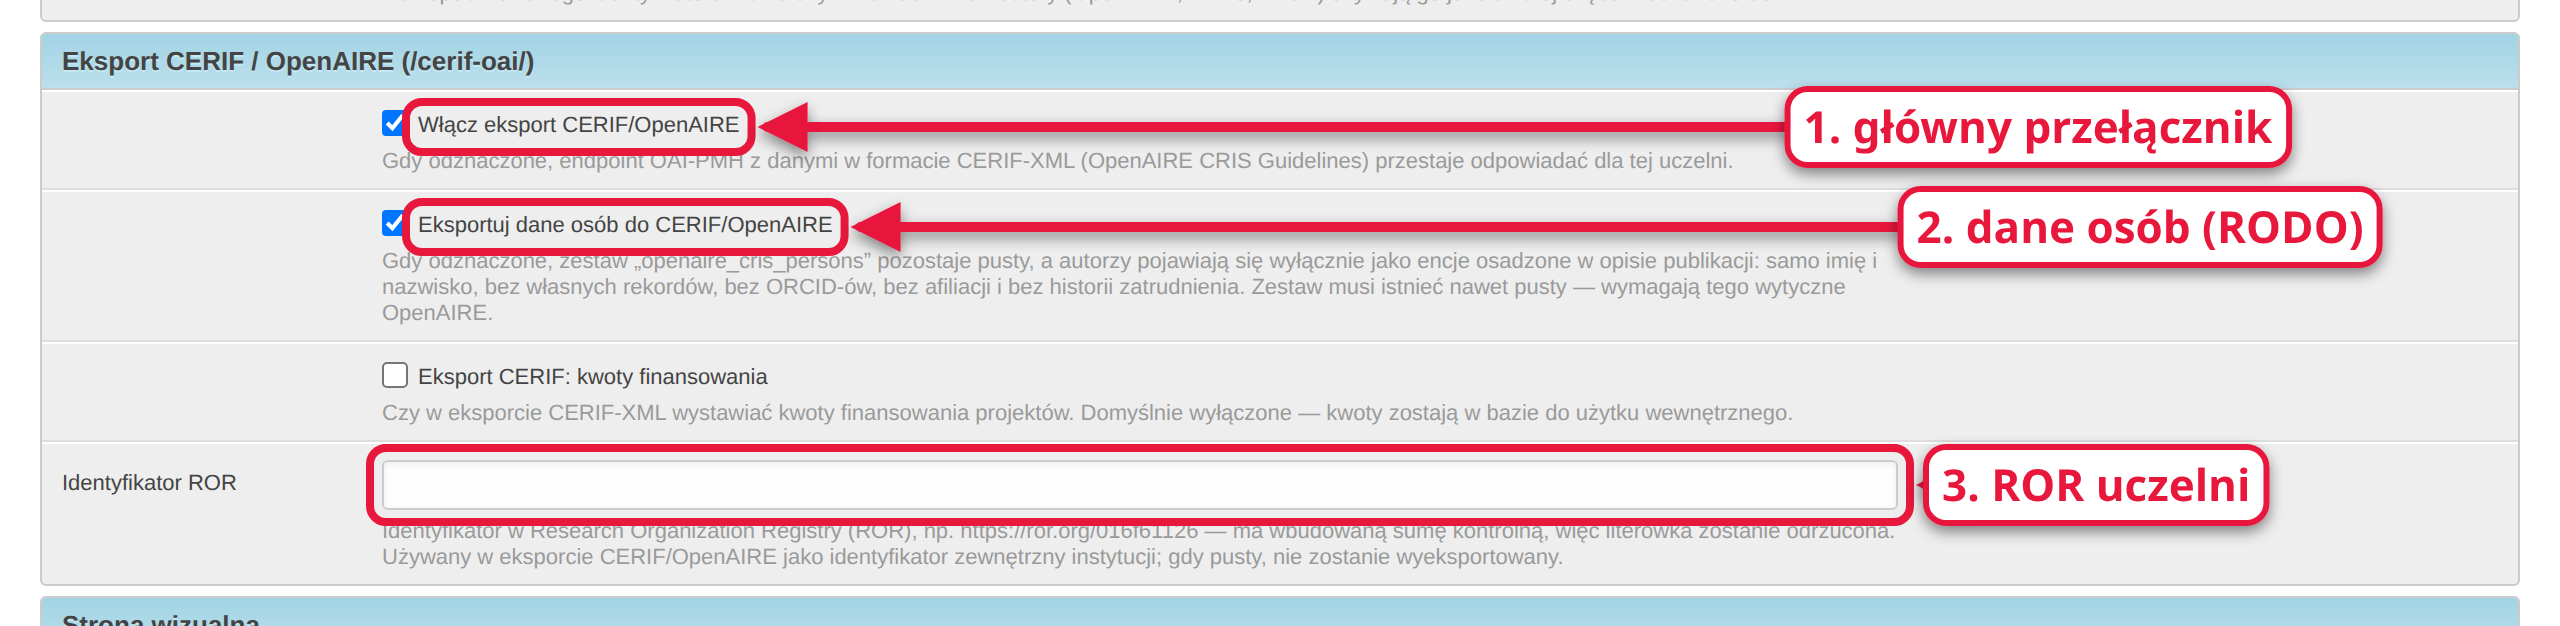 Eksport CERIF / OpenAIRE (/cerif-oai/)
Włącz eksport CERIF/OpenAIRE
1. główny przełącznik
Gdy odznaczone, endpoint OAI-PMH z danymi w formacie CERIF-XML (OpenAIRE CRIS Guidelines) przestaje odpowiadać dla tej uczelni.
Eksportuj dane osób do CERIF/OpenAIRE
2. dane osób (RODO)
Gdy odznaczone, zestaw „openaire_cris_persons” pozostaje pusty, a autorzy pojawiają się wyłącznie jako encje osadzone w opisie publikacji: samo imię i
nazwisko, bez własnych rekordów, bez ORCID-ów, bez afiliacji i bez historii zatrudnienia. Zestaw musi istnieć nawet pusty — wymagają tego wytyczne
OpenAIRE.
Eksport CERIF: kwoty finansowania
Czy w eksporcie CERIF-XML wystawiać kwoty finansowania projektów. Domyślnie wyłączone — kwoty zostają w bazie do użytku wewnętrznego.
Identyfikator ROR
3. ROR uczelni
Identyfikator w Research Organization Registry (ROR), np. https://ror.org/016f61126 — ma wbudowaną sumę kontrolną, więc literówka zostanie odrzucona.
Używany w eksporcie CERIF/OpenAIRE jako identyfikator zewnętrzny instytucji; gdy pusty, nie zostanie wyeksportowany.
Strona wizualna